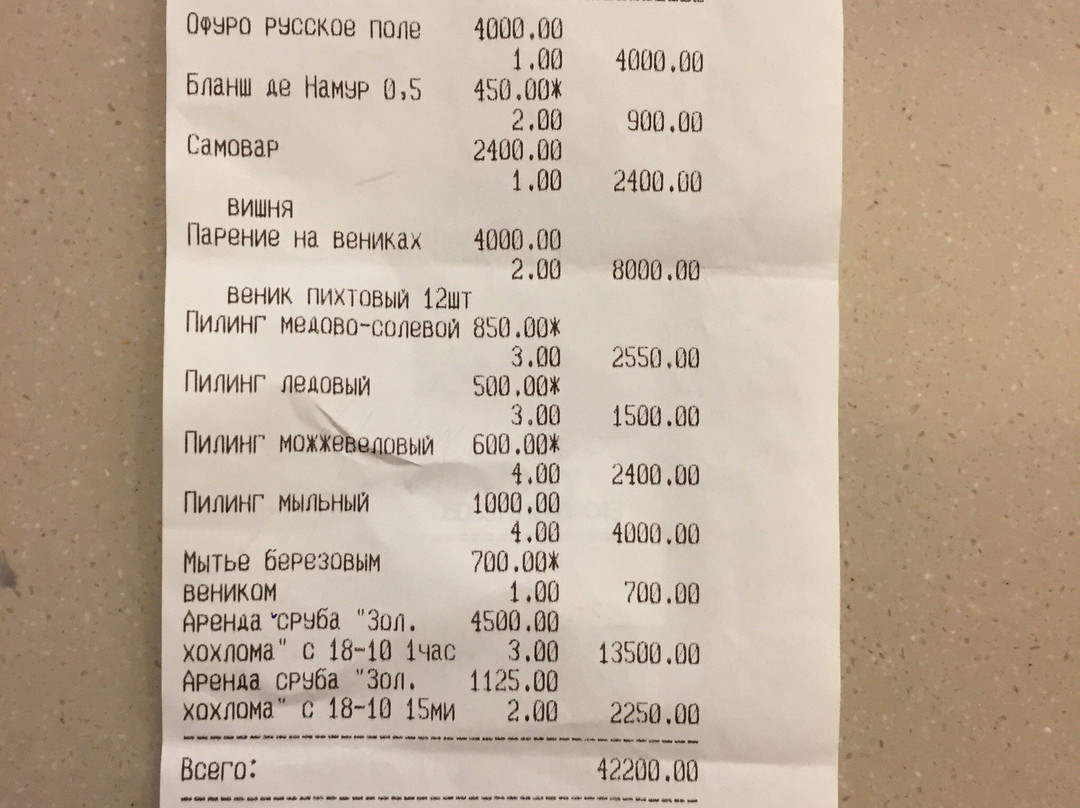 Офуро русское поле 4000.00
1.00 4000.00
Бланш де Намур 0,5 450.00*
2.00 900.00
Самовар 2400.00
1.00 2400.00
вишня
Парение на вениках 4000.00
2.00 8000.00
веник пихтовый 12шт
Пилинг медово-солевой 850.00*
3.00 2550.00
Пилинг ледовый 500.00*
3.00 1500.00
Пилинг можжевеловый 600.00*
4.00 2400.00
Пилинг мыльный 1000.00
4.00 4000.00
Мытье березовым 700.00*
веником 1.00 700.00
Аренда сруба "Зол. 4500.00
хохлома" с 18-10 1час 3.00 13500.00
Аренда сруба "Зол. 1125.00
хохлома" с 18-10 15ми 2.00 2250.00
Всего: 42200.00